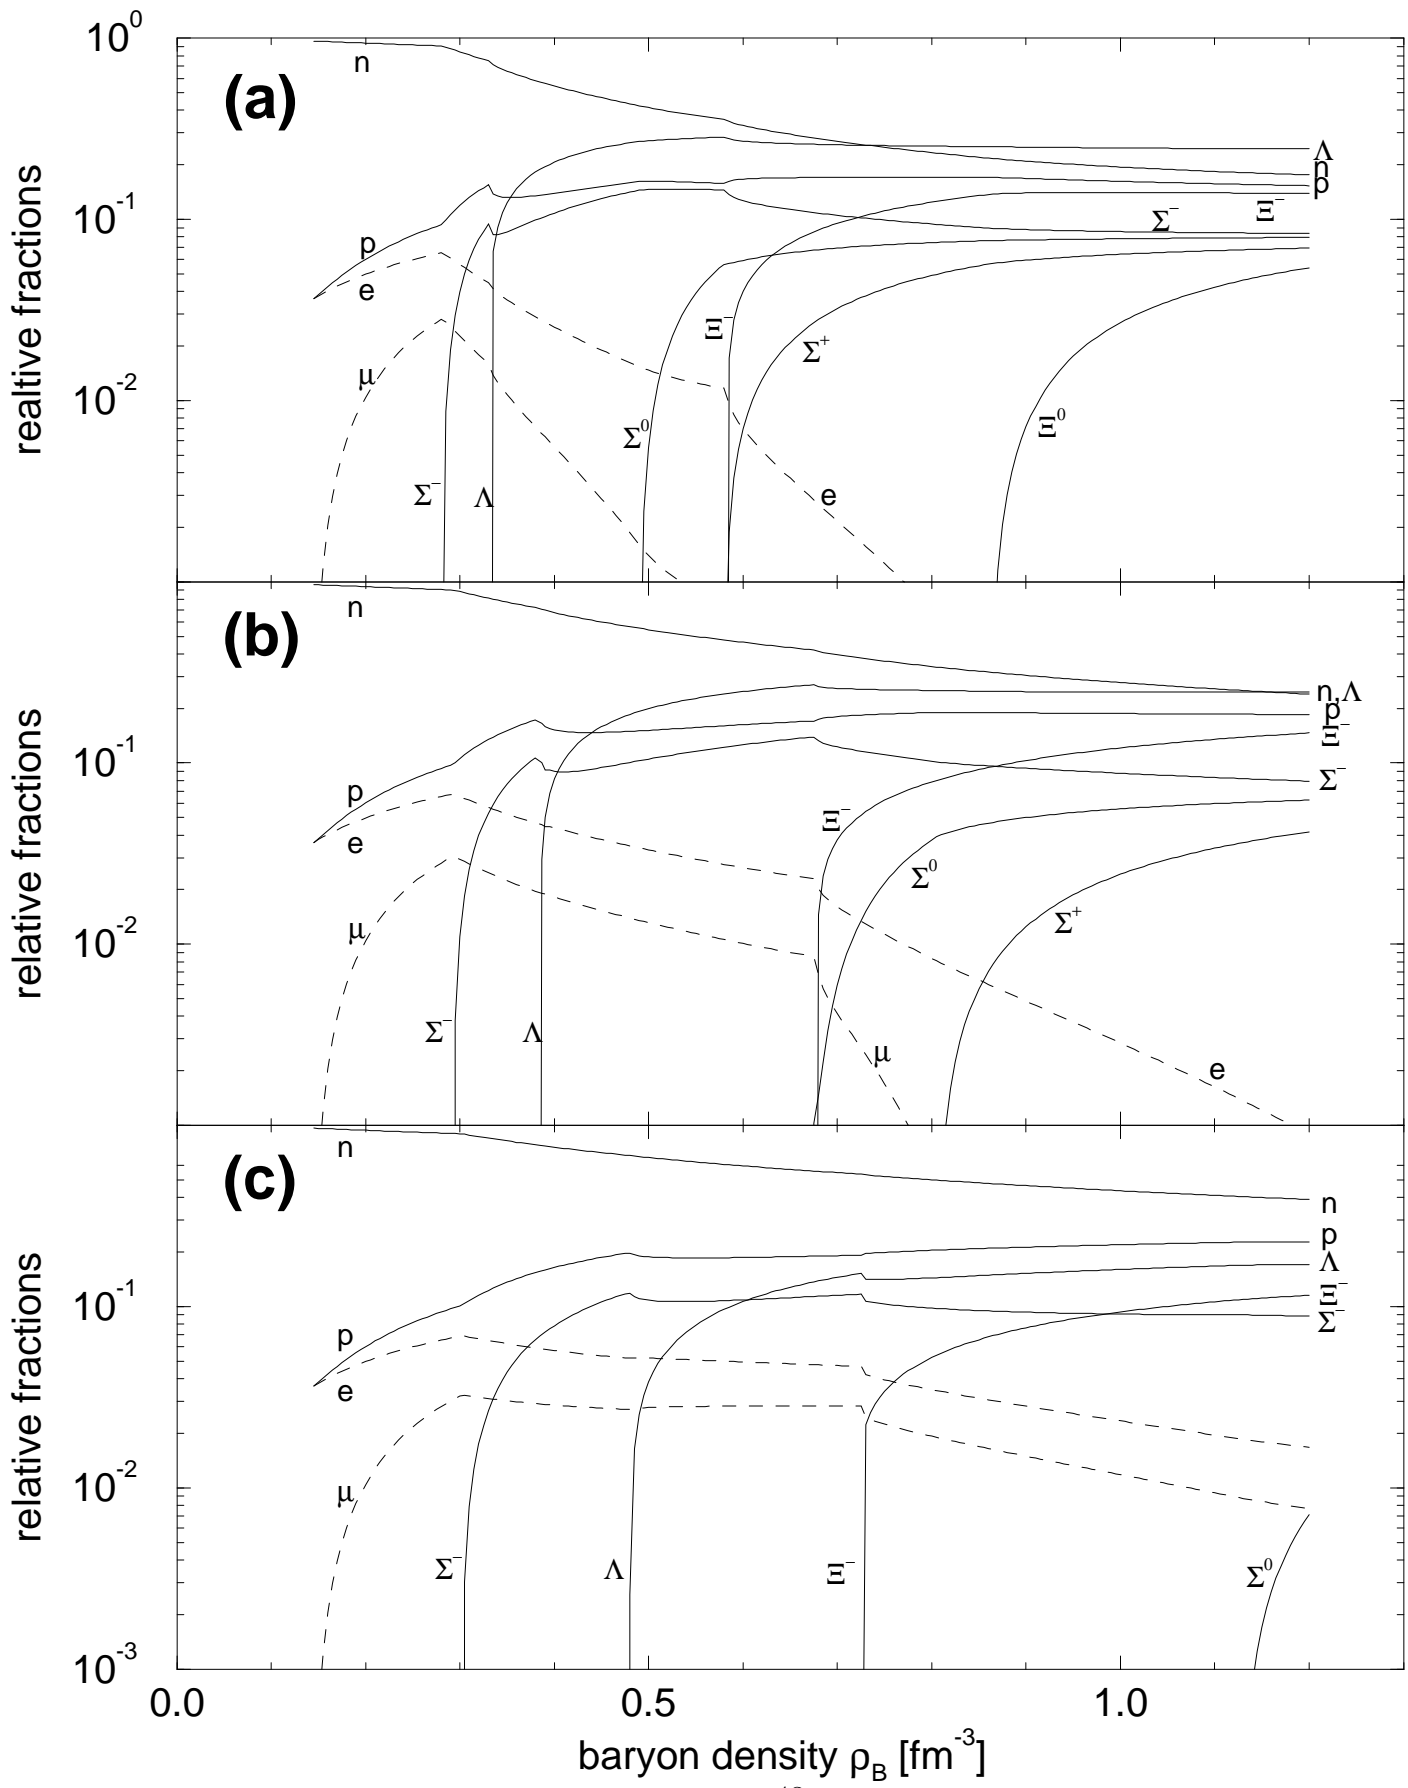 10^0
n
(a)
Λ
n
p
10^-1
Ξ^-
Σ^-
p
e
Ξ^-
Σ^+
μ
10^-2
Ξ^0
Σ^0
Σ^-
Λ
e
realtive fractions
n
(b)
n,Λ
p
Ξ^-
10^-1
Σ^-
p
Ξ^-
e
Σ^0
μ
Σ^+
10^-2
Σ^-
Λ
μ
e
relative fractions
n
(c)
n
p
Λ
Ξ^-
10^-1
Σ^-
p
e
μ
10^-2
Σ^-
Λ
Ξ^-
Σ^0
10^-3
relative fractions
0.0 0.5 1.0
baryon density ρ_B [fm^-3]